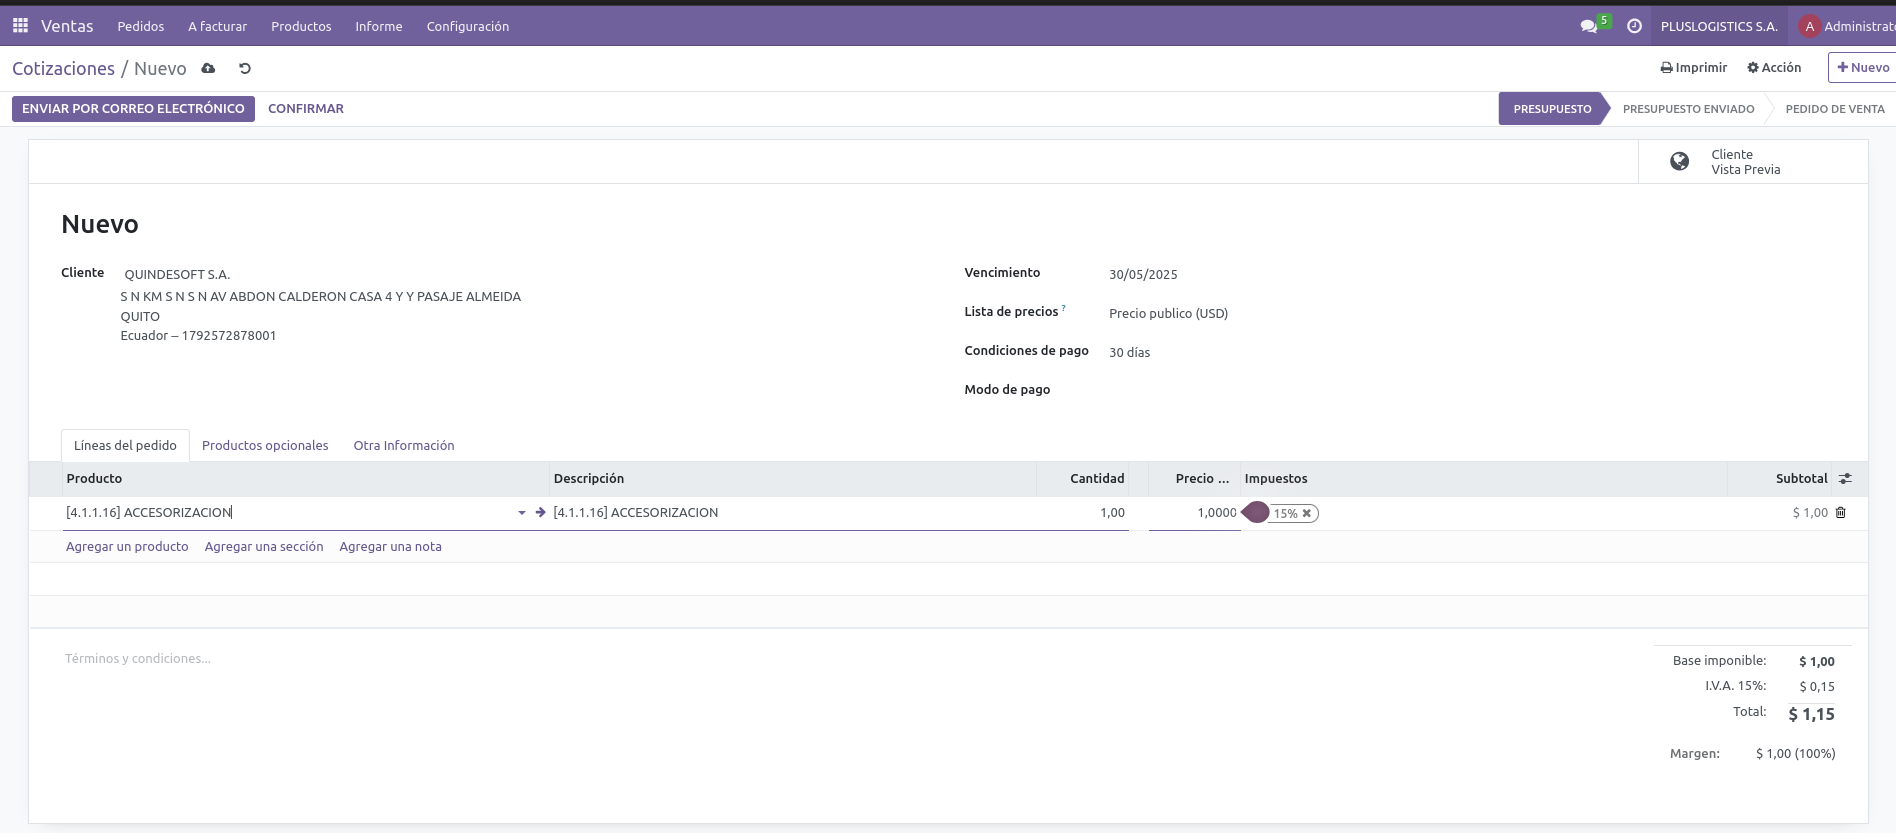 Ventas Pedidos A facturar Productos Informe Configuración 5 PLUSLOGISTICS S.A. A Administrat
Cotizaciones / Nuevo Imprimir Acción Nuevo
ENVIAR POR CORREO ELECTRÓNICO CONFIRMAR PRESUPUESTO PRESUPUESTO ENVIADO PEDIDO DE VENTA
Cliente
Vista Previa
Nuevo
Cliente QUINDESOFT S.A.
S N KM S N S N AV ABDON CALDERON CASA 4 Y Y PASAJE ALMEIDA
QUITO
Ecuador – 1792572878001
Vencimiento 30/05/2025
Lista de precios ? Precio publico (USD)
Condiciones de pago 30 días
Modo de pago
Líneas del pedido Productos opcionales Otra Información
Producto Descripción Cantidad Precio ... Impuestos Subtotal
[4.1.1.16] ACCESORIZACION [4.1.1.16] ACCESORIZACION 1,00 1,0000 15% $ 1,00
Agregar un producto Agregar una sección Agregar una nota
Términos y condiciones...
Base imponible: $ 1,00
I.V.A. 15%: $ 0,15
Total: $ 1,15
Margen: $ 1,00 (100%)